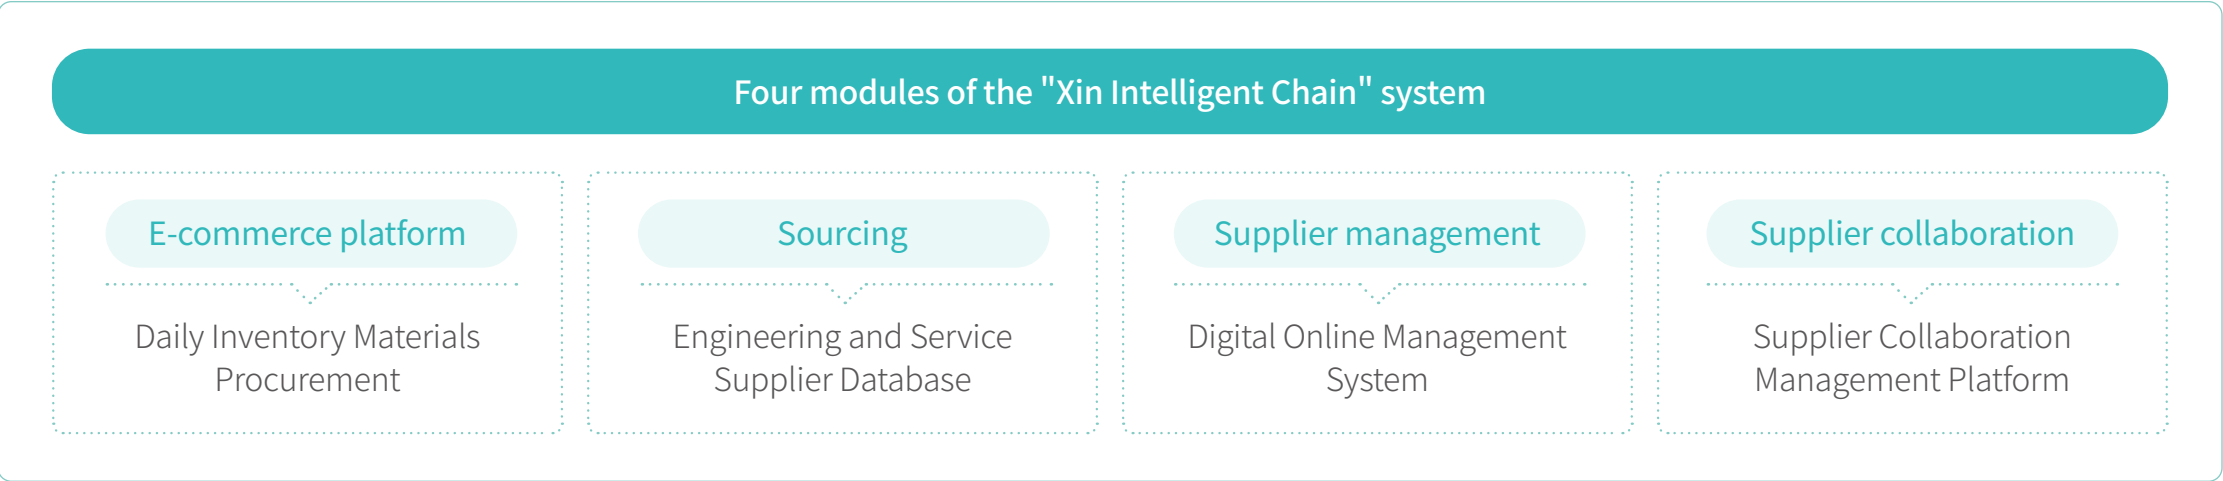 Four modules of the "Xin Intelligent Chain" system
E-commerce platform
Daily Inventory Materials
Procurement
Sourcing
Engineering and Service
Supplier Database
Supplier management
Digital Online Management
System
Supplier collaboration
Supplier Collaboration
Management Platform